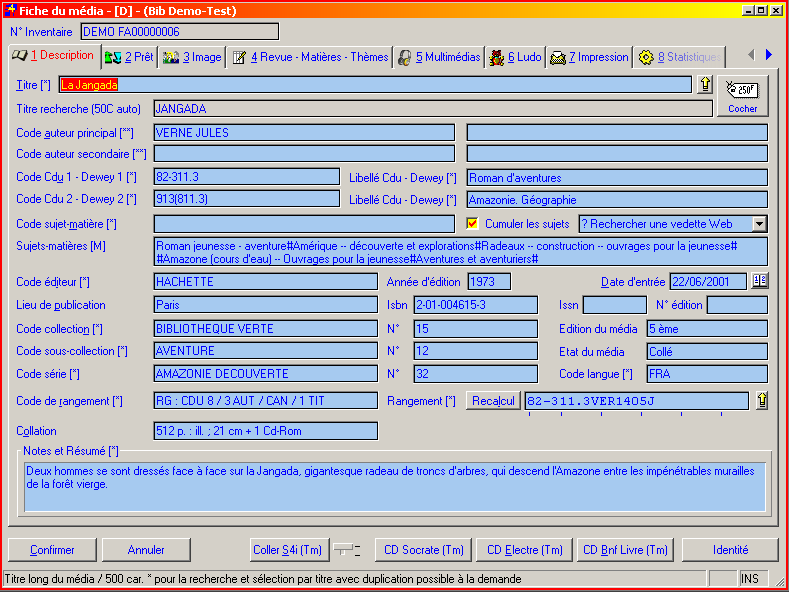 Fiche du média - [D] - (Bib Demo-Test)
N° Inventaire DEMO FA00000006
1 Description 2 Prêt 3 Image 4 Revue - Matières - Thèmes 5 Multimédias 6 Ludo 7 Impression 8 Statistique
Titre [*] La Jangada
250F
Cocher
Titre recherche (50C auto) JANGADA
Code auteur principal [**] VERNE JULES
Code auteur secondaire [**]
Code Cdu 1 - Dewey 1 [*] 82-311.3 Libellé Cdu - Dewey [*] Roman d'aventures
Code Cdu 2 - Dewey 2 [*] 913(811.3) Libellé Cdu - Dewey [*] Amazonie. Géographie
Code sujet-matière [*] Cumuler les sujets ? Rechercher une vedette Web
Sujets-matières [M] Roman jeunesse - aventure#Amérique -- découverte et explorations#Radeaux -- construction -- ouvrages pour la jeunesse#
#Amazone (cours d'eau) -- Ouvrages pour la jeunesse#Aventures et aventuriers#
Code éditeur [*] HACHETTE Année d'édition 1973 Date d'entrée 22/06/2001 12
Lieu de publication Paris Isbn 2-01-004615-3 Issn N° édition
Code collection [*] BIBLIOTHEQUE VERTE N° 15 Edition du média 5 ème
Code sous-collection [*] AVENTURE N° 12 Etat du média Collé
Code série [*] AMAZONIE DECOUVERTE N° 32 Code langue [*] FRA
Code de rangement [*] RG : CDU 8 / 3 AUT / CAN / 1 TIT Rangement [*] Recalcul 82-311.3VER1405J
Collation 512 p. : ill. ; 21 cm + 1 Cd-Rom
Notes et Résumé [*]
Deux hommes se sont dressés face à face sur la Jangada, gigantesque radeau de troncs d'arbres, qui descend l'Amazone entre les impénétrables murailles
de la forêt vierge.
Confirmer Annuler Coller S4i (Tm) CD Socrate (Tm) CD Electre (Tm) CD Bnf Livre (Tm) Identité
Titre long du média / 500 car. * pour la recherche et sélection par titre avec duplication possible à la demande INS